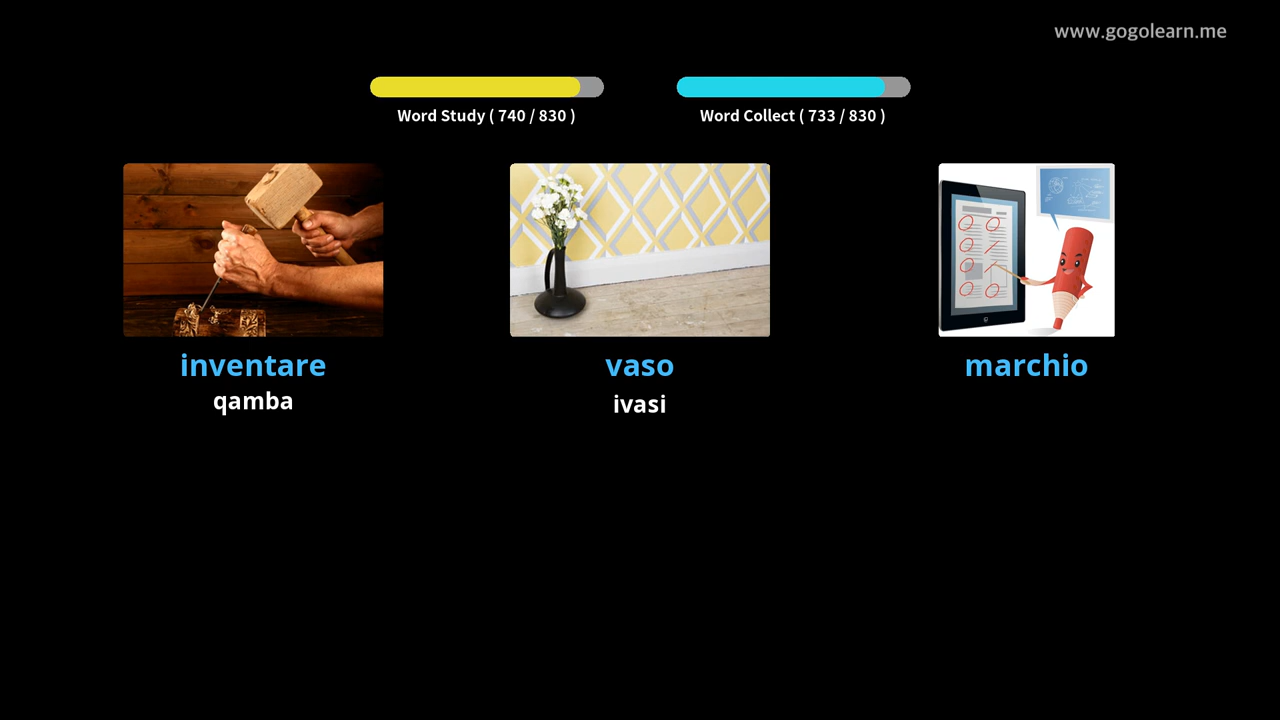 www.gogolearn.me
Word Study ( 740 / 830 )
Word Collect ( 733 / 830 )
inventare
vaso
marchio
qamba
ivasi